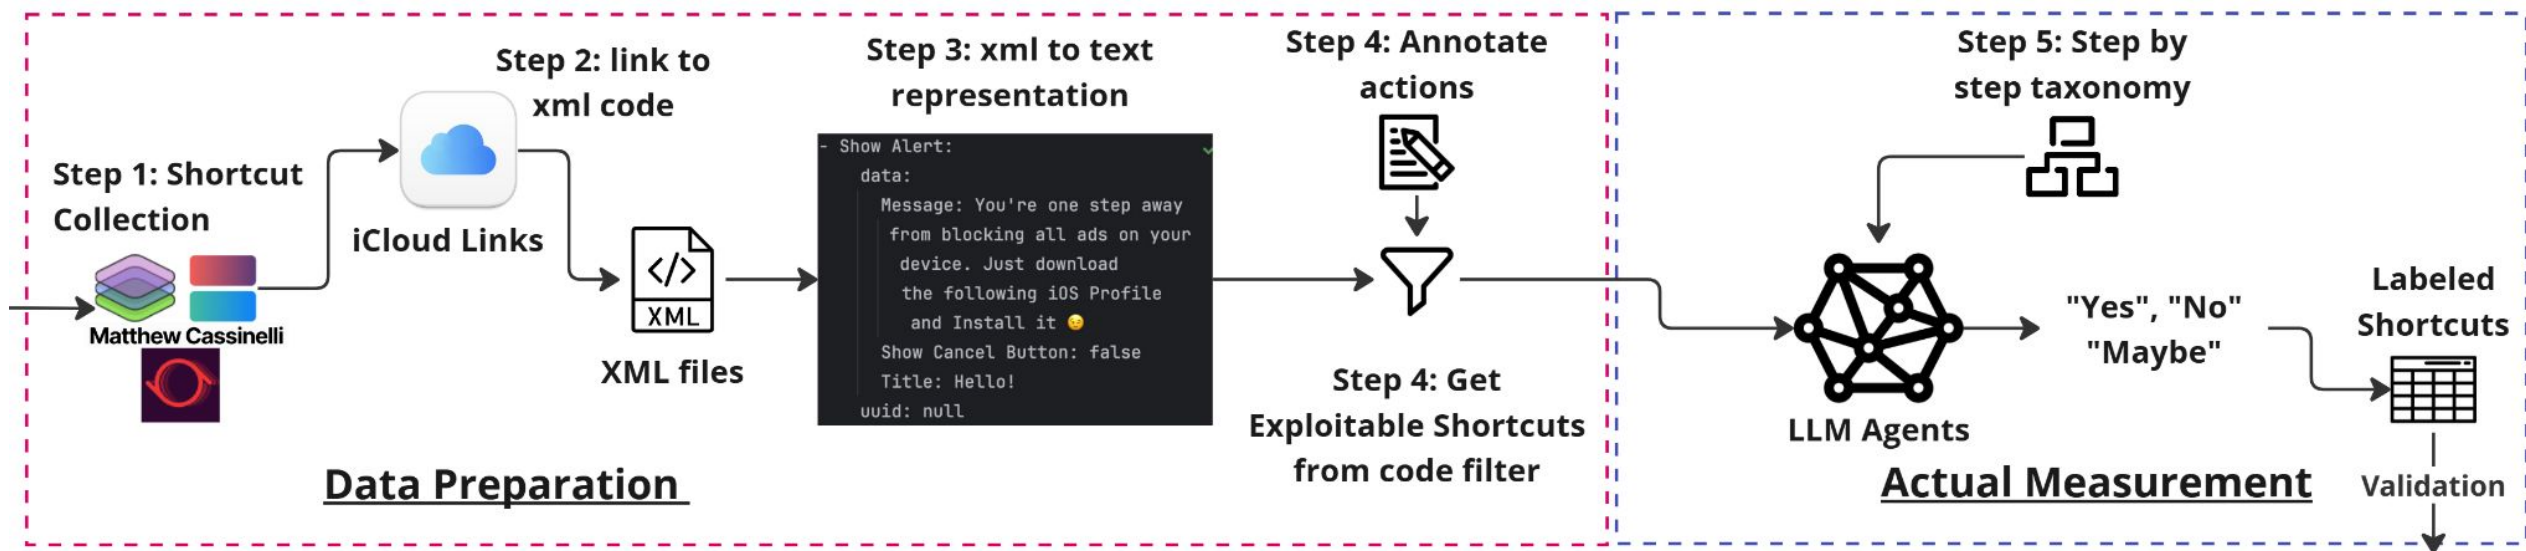 Step 1: Shortcut
Collection
Matthew Cassinelli
iCloud Links
Step 2: link to
xml code
</>
XML
XML files
Step 3: xml to text
representation
- Show Alert:
data:
Message: You're one step away
from blocking all ads on your
device. Just download
the following iOS Profile
and Install it 😉
Show Cancel Button: false
Title: Hello!
uuid: null
Step 4: Annotate
actions
Step 4: Get
Exploitable Shortcuts
from code filter
Data Preparation
Step 5: Step by
step taxonomy
LLM Agents
"Yes", "No"
"Maybe"
Labeled
Shortcuts
Actual Measurement
Validation